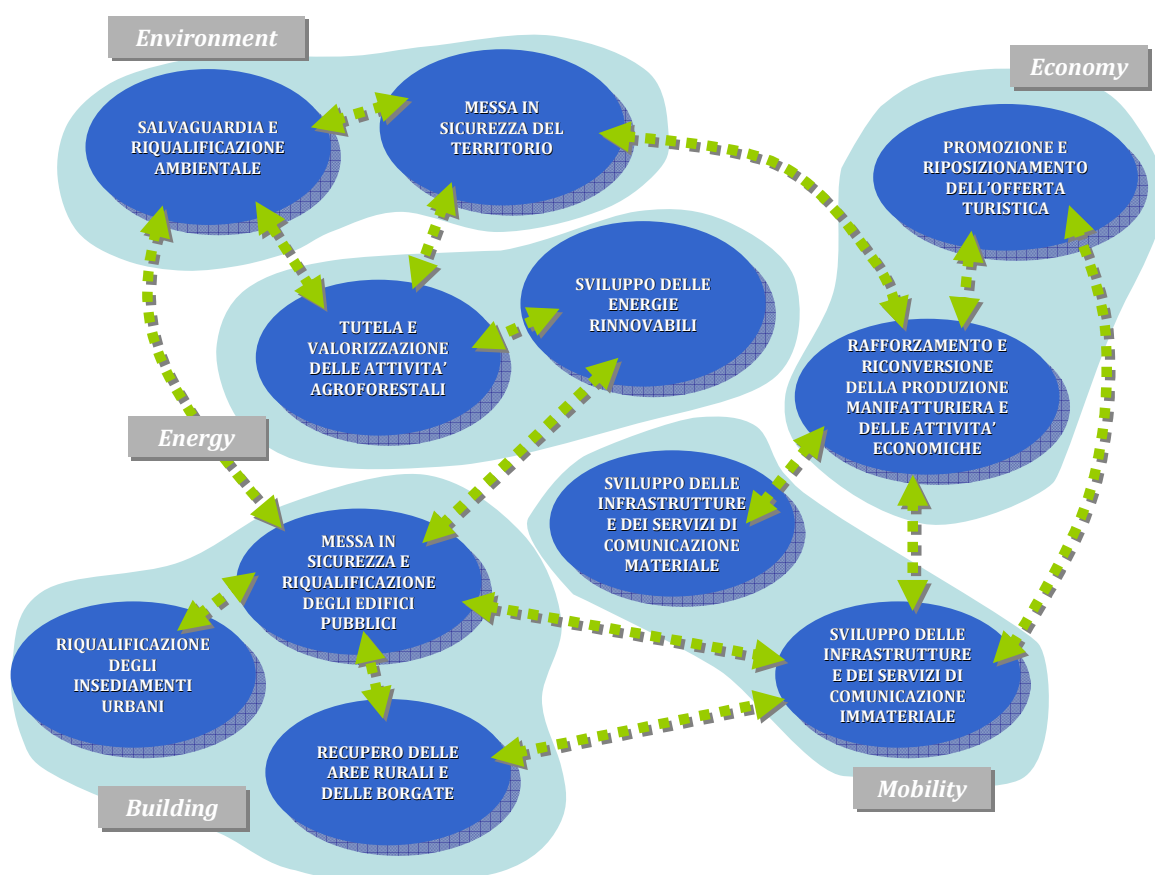 Environment
SALVAGUARDIA E
RIQUALIFICAZIONE
AMBIENTALE
MESSA IN
SICUREZZA DEL
TERRITORIO
Economy
PROMOZIONE E
RIPOSIZIONAMENTO
DELL'OFFERTA
TURISTICA
SVILUPPO DELLE
ENERGIE
RINNOVABILI
TUTELA E
VALORIZZAZIONE
DELLE ATTIVITA'
AGROFORESTALI
RAFFORZAMENTO E
RICONVERSIONE
DELLA PRODUZIONE
MANIFATTURIERA E
DELLE ATTIVITA'
ECONOMICHE
Energy
SVILUPPO DELLE
INFRASTRUTTURE
E DEI SERVIZI DI
COMUNICAZIONE
MATERIALE
MESSA IN
SICUREZZA E
RIQUALIFICAZIONE
DEGLI EDIFICI
PUBBLICI
RIQUALIFICAZIONE
DEGLI
INSEDIAMENTI
URBANI
SVILUPPO DELLE
INFRASTRUTTURE
E DEI SERVIZI DI
COMUNICAZIONE
IMMATERIALE
RECUPERO DELLE
AREE RURALI E
DELLE BORGATE
Building
Mobility